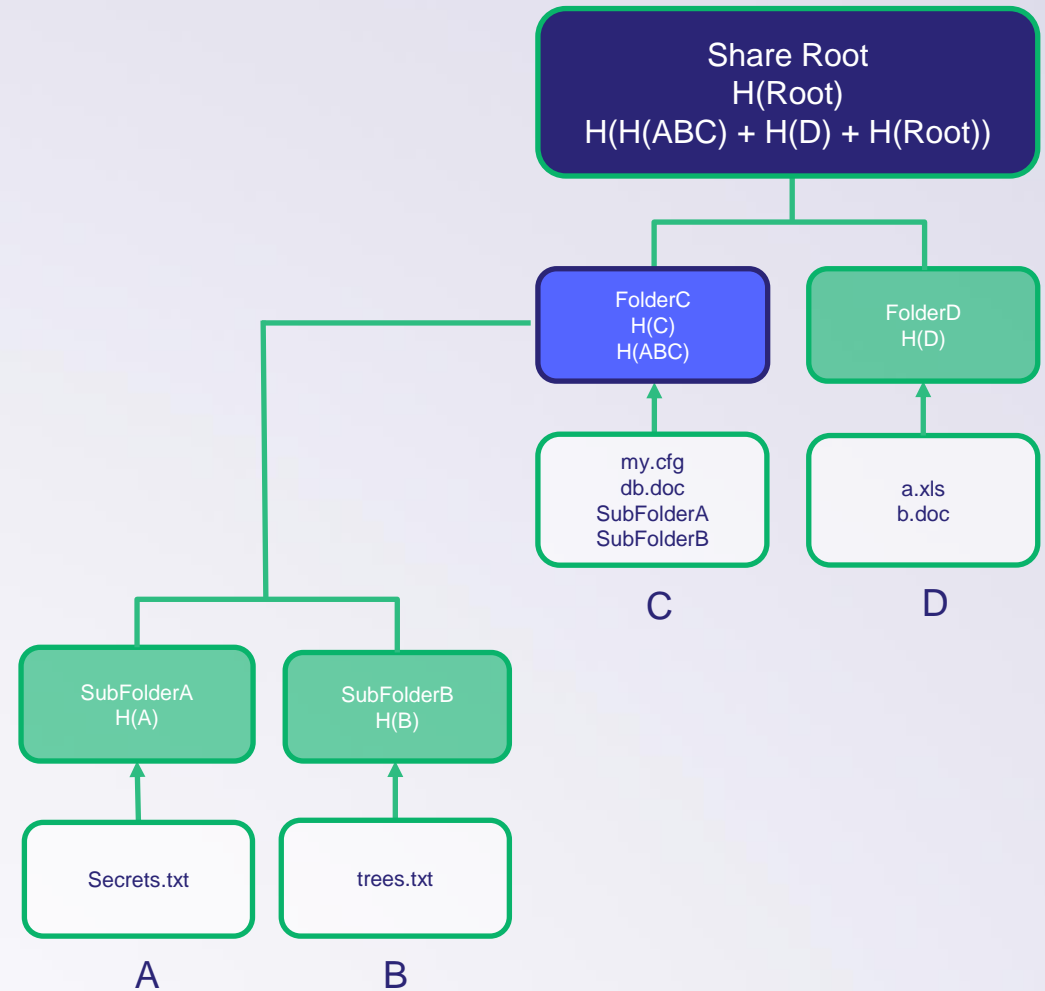 Share Root
H(Root)
H(H(ABC) + H(D) + H(Root))
FolderC
H(C)
H(ABC)
FolderD
H(D)
my.cfg
db.doc
SubFolderA
SubFolderB
a.xls
b.doc
C
D
SubFolderA
H(A)
SubFolderB
H(B)
Secrets.txt
trees.txt
A
B